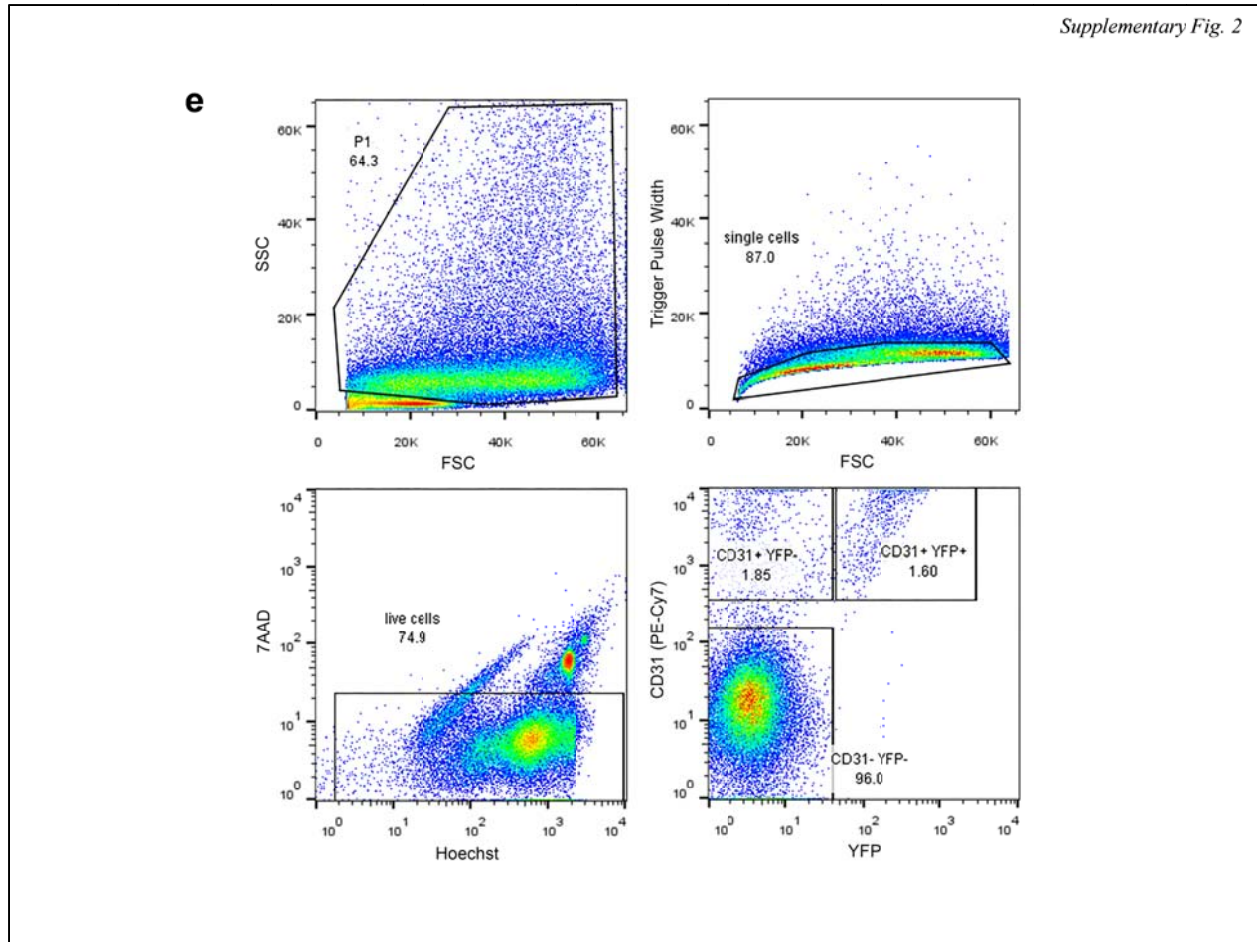 Supplementary Fig. 2
e
60K
40K
20K
0
SSC
P1
64.3
0 20K 40K 60K
FSC
60K
40K
20K
0
Trigger Pulse Width
single cells
87.0
0 20K 40K 60K
FSC
10^4
10^3
10^2
10^1
10^0
7AAD
live cells
74.9
10^0 10^1 10^2 10^3 10^4
Hoechst
10^4
10^3
10^2
10^1
10^0
CD31 (PE-Cy7)
CD31+ YFP-
1.85
CD31+ YFP+
1.60
CD31- YFP-
96.0
10^0 10^1 10^2 10^3 10^4
YFP